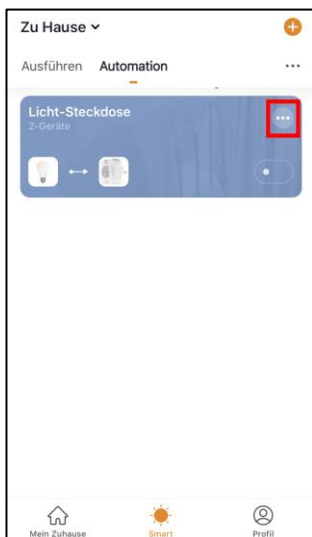 Zu Hause
Ausführen Automation
Licht-Steckdose
2-Geräte
Mein Zuhause Smart Profil